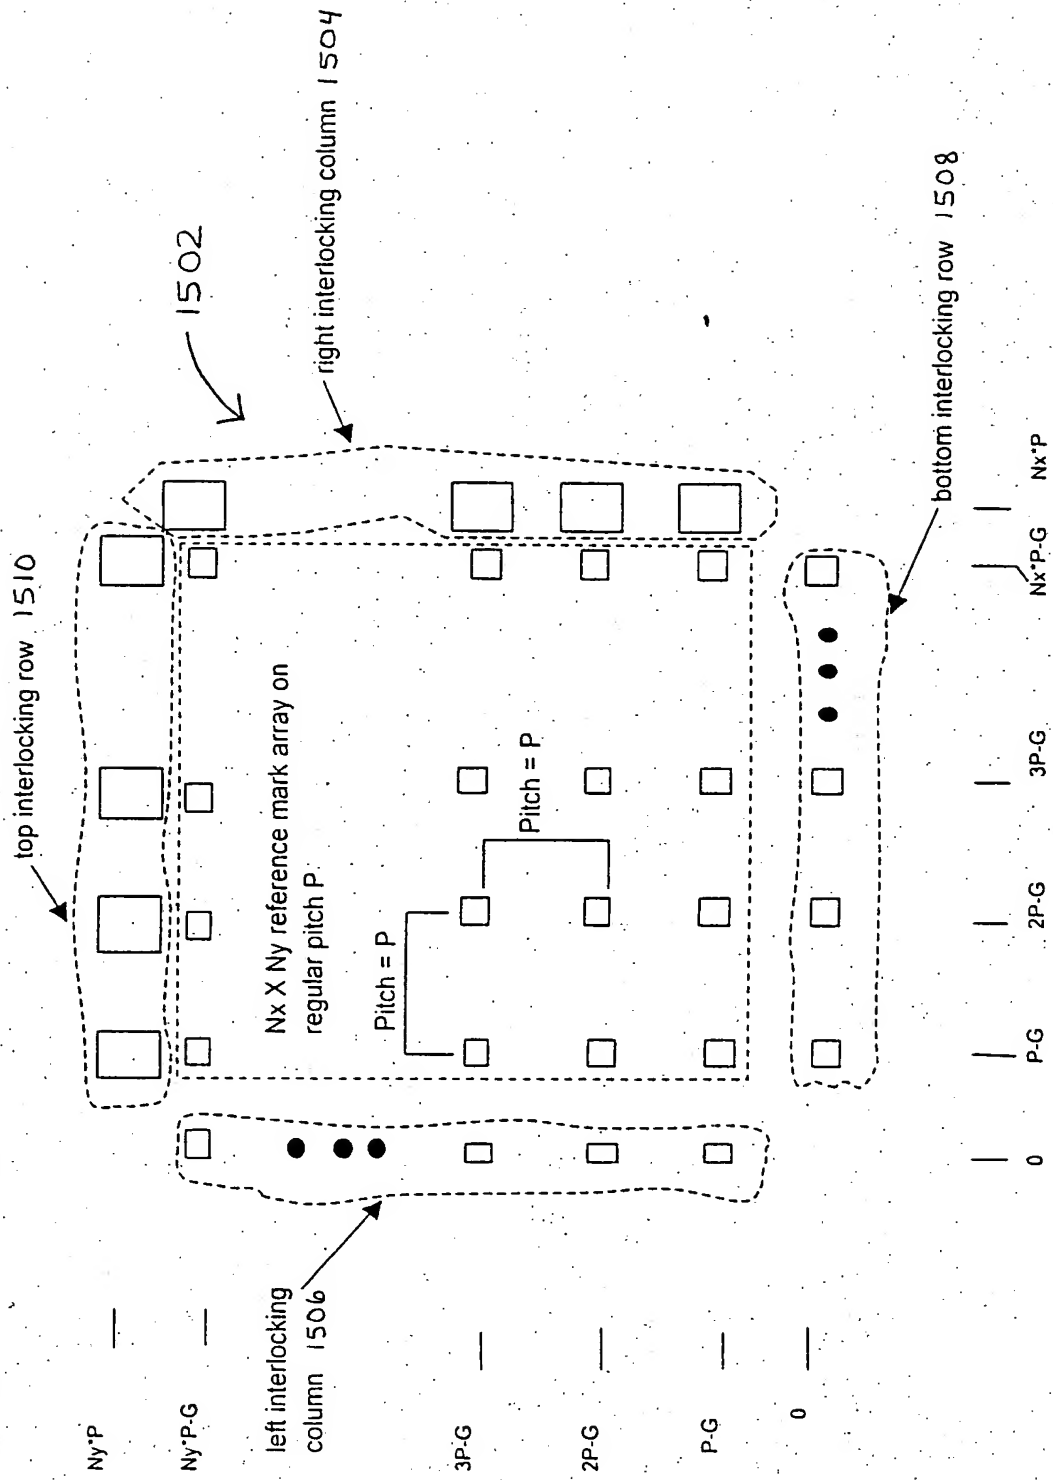 top interlocking row 1510
1502
right interlocking column 1504
Nx X Ny reference mark array on
regular pitch P
Pitch = P
Pitch = P
left interlocking
column 1506
bottom interlocking row 1508
Ny*P
Ny*P-G
3P-G
2P-G
P-G
0
0
P-G
2P-G
3P-G
Nx*P-G
Nx*P